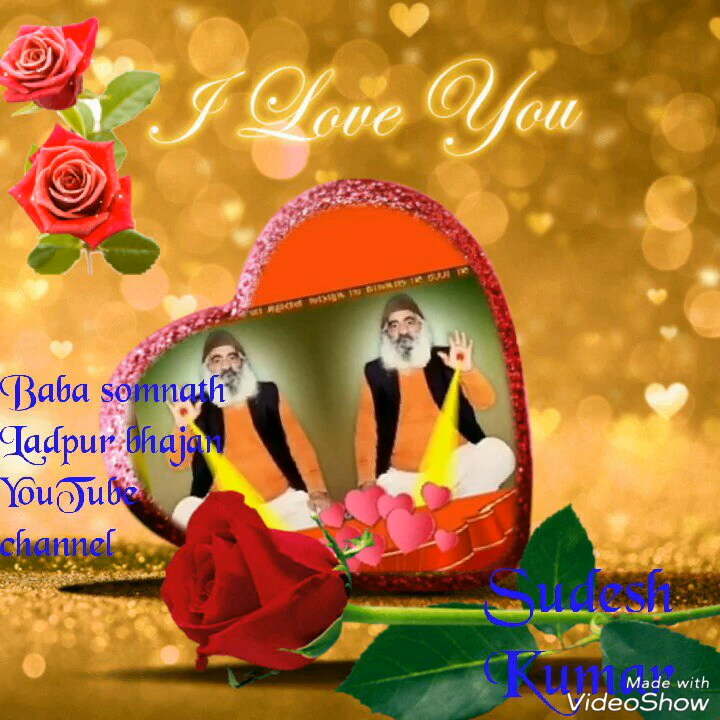 I Love You
Baba somnath
Ladpur bhajan
YouTube
channel
Sudesh
Kumar
Made with
VideoShow